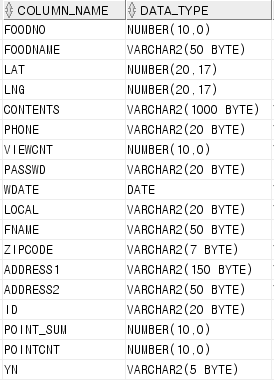 COLUMN_NAME DATA_TYPE
FOODNO NUMBER(10,0)
FOODNAME VARCHAR2(50 BYTE)
LAT NUMBER(20,17)
LNG NUMBER(20,17)
CONTENTS VARCHAR2(1000 BYTE)
PHONE VARCHAR2(20 BYTE)
VIEWCNT NUMBER(10,0)
PASSWD VARCHAR2(20 BYTE)
WDATE DATE
LOCAL VARCHAR2(20 BYTE)
FNAME VARCHAR2(50 BYTE)
ZIPCODE VARCHAR2(7 BYTE)
ADDRESS1 VARCHAR2(150 BYTE)
ADDRESS2 VARCHAR2(50 BYTE)
ID VARCHAR2(20 BYTE)
POINT_SUM NUMBER(10,0)
POINTCNT NUMBER(10,0)
YN VARCHAR2(5 BYTE)